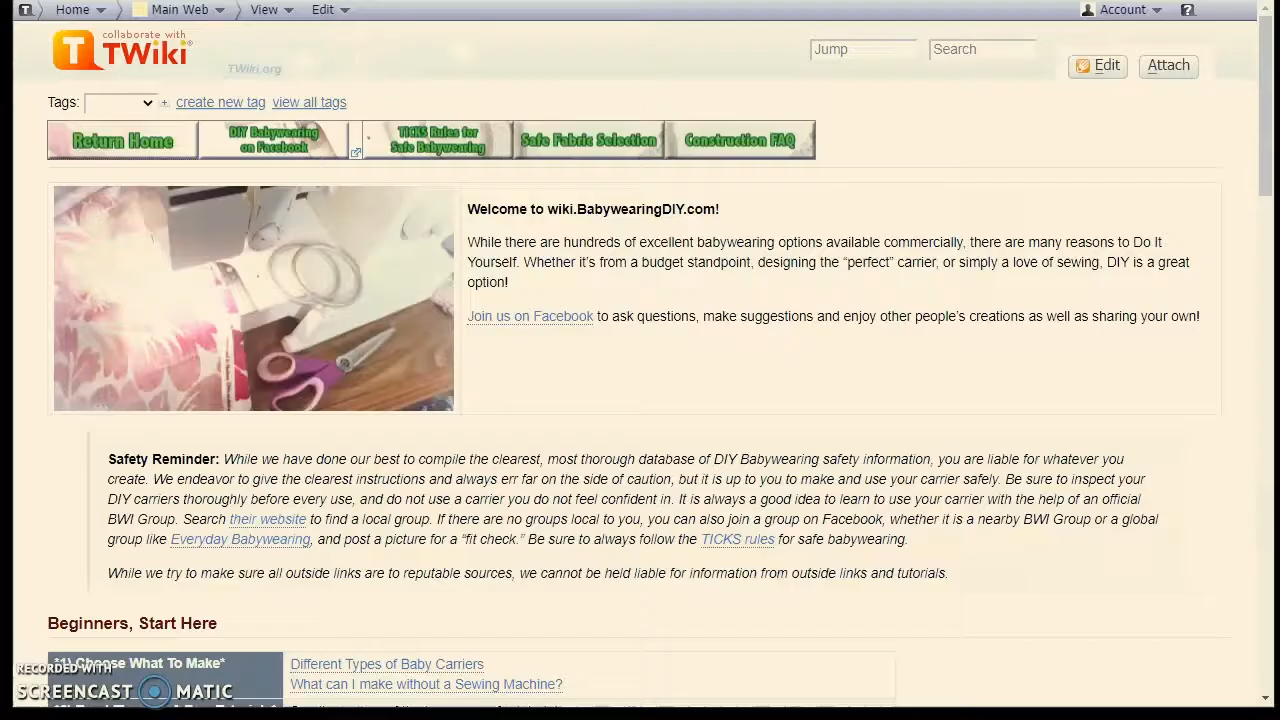 Home Main Web View Edit Account
collaborate with
TWiki
TWiki.org
Jump Search
Edit Attach
Tags: create new tag view all tags
Return Home DIY Babywearing on Facebook TICKS Rules for Safe Babywearing Safe Fabric Selection Construction FAQ
Welcome to wiki.BabywearingDIY.com!
While there are hundreds of excellent babywearing options available commercially, there are many reasons to Do It
Yourself. Whether it's from a budget standpoint, designing the “perfect” carrier, or simply a love of sewing, DIY is a great
option!
Join us on Facebook to ask questions, make suggestions and enjoy other people's creations as well as sharing your own!
Safety Reminder: While we have done our best to compile the clearest, most thorough database of DIY Babywearing safety information, you are liable for whatever you
create. We endeavor to give the clearest instructions and always err far on the side of caution, but it is up to you to make and use your carrier safely. Be sure to inspect your
DIY carriers thoroughly before every use, and do not use a carrier you do not feel confident in. It is always a good idea to learn to use your carrier with the help of an official
BWI Group. Search their website to find a local group. If there are no groups local to you, you can also join a group on Facebook, whether it is a nearby BWI Group or a global
group like Everyday Babywearing, and post a picture for a “fit check.” Be sure to always follow the TICKS rules for safe babywearing.
While we try to make sure all outside links are to reputable sources, we cannot be held liable for information from outside links and tutorials.
Beginners, Start Here
*1) Choose What To Make* Different Types of Baby Carriers
What can I make without a Sewing Machine?
RECORDED WITH
SCREENCAST MATIC